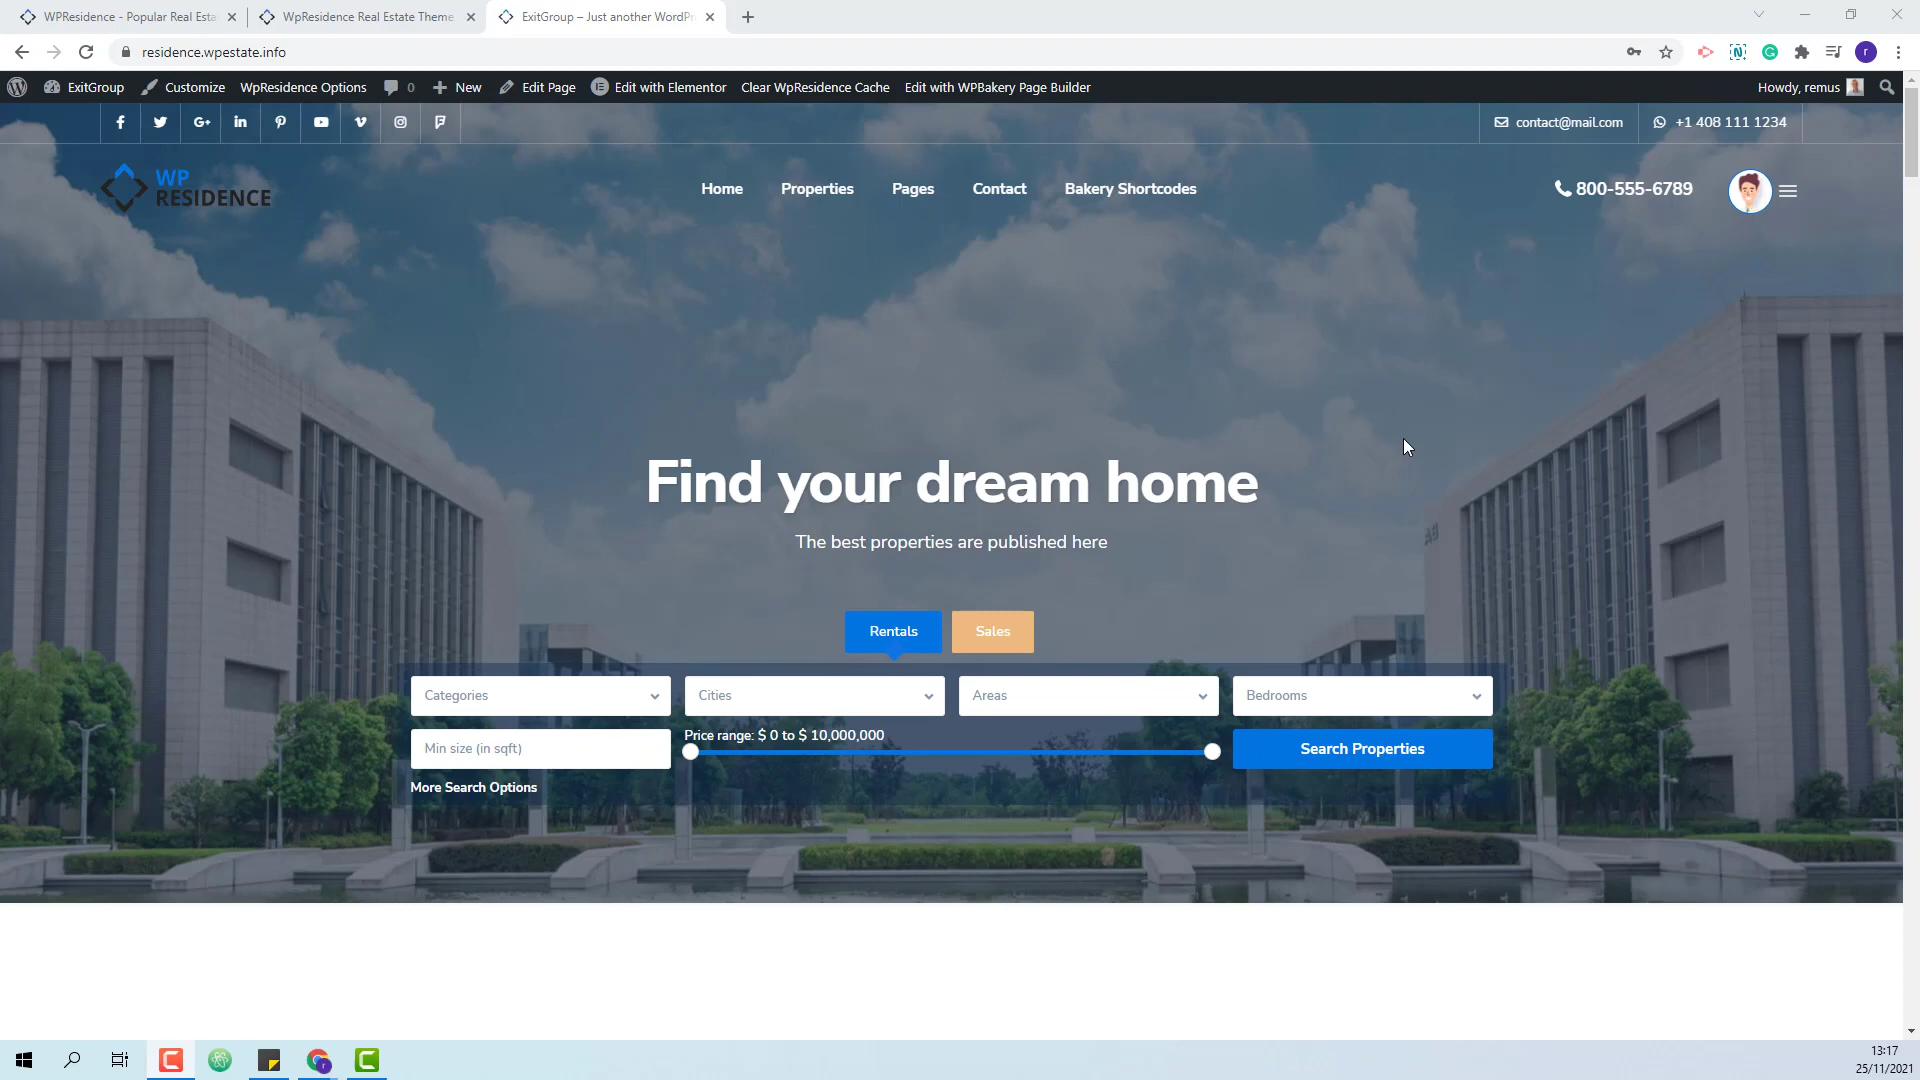 WPResidence - Popular Real Esta
WpResidence Real Estate Theme
ExitGroup – Just another WordPr
residence.wpestate.info
ExitGroup
Customize
WpResidence Options
0
New
Edit Page
Edit with Elementor
Clear WpResidence Cache
Edit with WPBakery Page Builder
Howdy, remus
contact@mail.com
+1 408 111 1234
WP
RESIDENCE
Home
Properties
Pages
Contact
Bakery Shortcodes
800-555-6789
Find your dream home
The best properties are published here
Rentals
Sales
Categories
Cities
Areas
Bedrooms
Min size (in sqft)
Price range: $ 0 to $ 10,000,000
Search Properties
More Search Options
13:17
25/11/2021